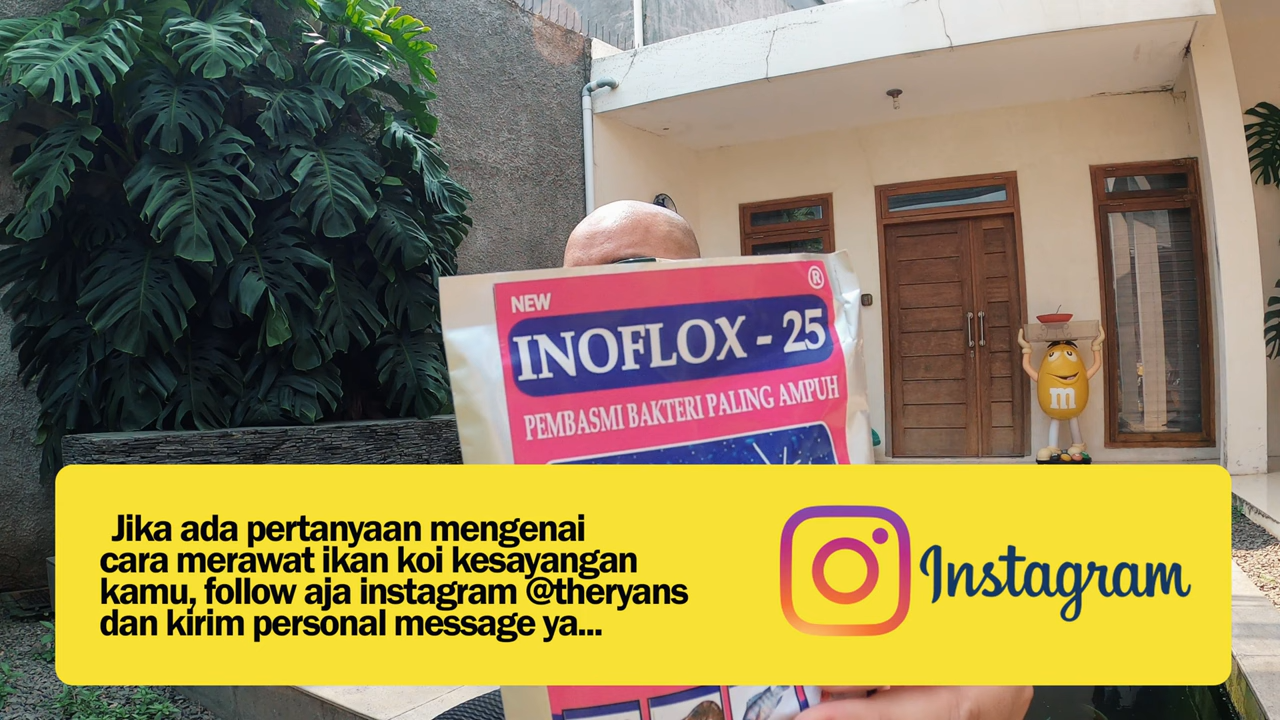 NEW
®
INOFLOX - 25
PEMBASMI BAKTERI PALING AMPUH
m
Jika ada pertanyaan mengenai
cara merawat ikan koi kesayangan
kamu, follow aja instagram @theryans
dan kirim personal message ya...
Instagram